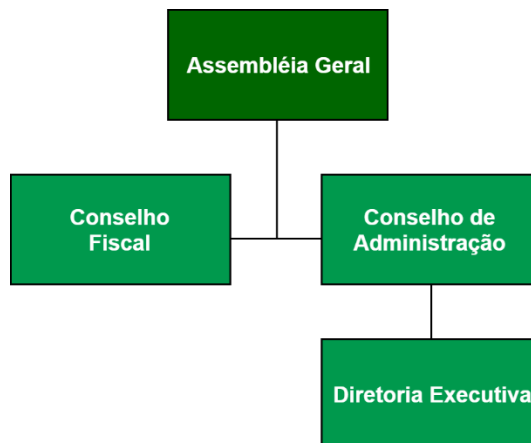 Assembléia Geral
Conselho
Fiscal
Conselho de
Administração
Diretoria Executiva